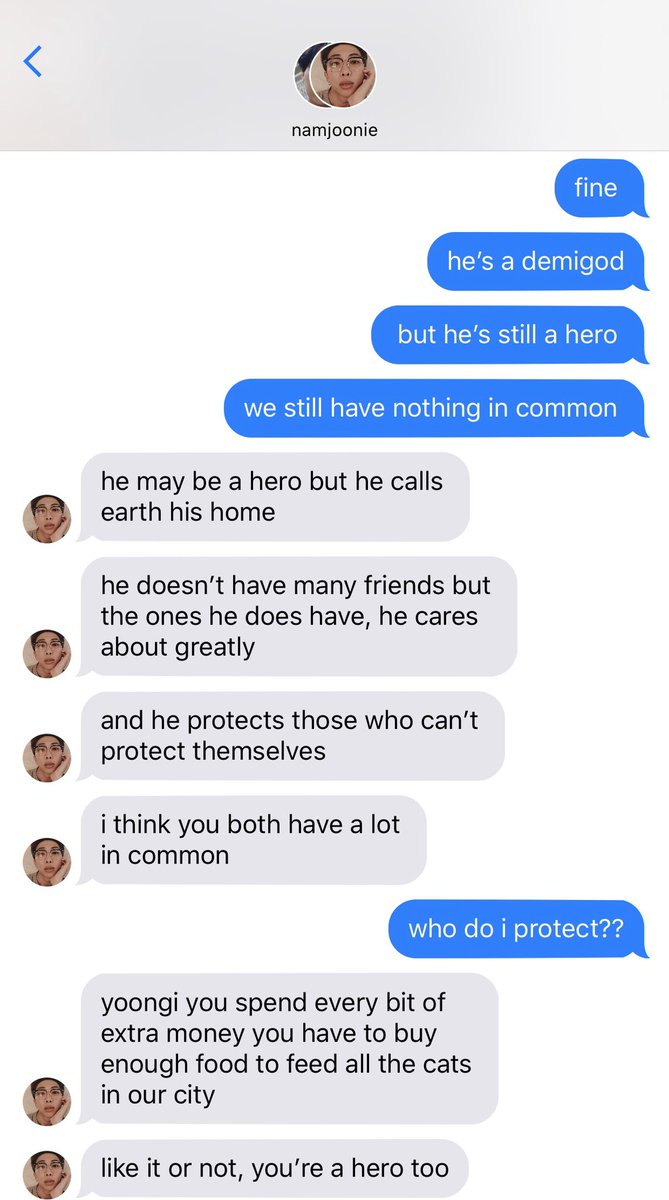 namjoonie
fine
he’s a demigod
but he’s still a hero
we still have nothing in common
he may be a hero but he calls
earth his home
he doesn’t have many friends but
the ones he does have, he cares
about greatly
and he protects those who can’t
protect themselves
i think you both have a lot
in common
who do i protect??
yoongi you spend every bit of
extra money you have to buy
enough food to feed all the cats
in our city
like it or not, you’re a hero too